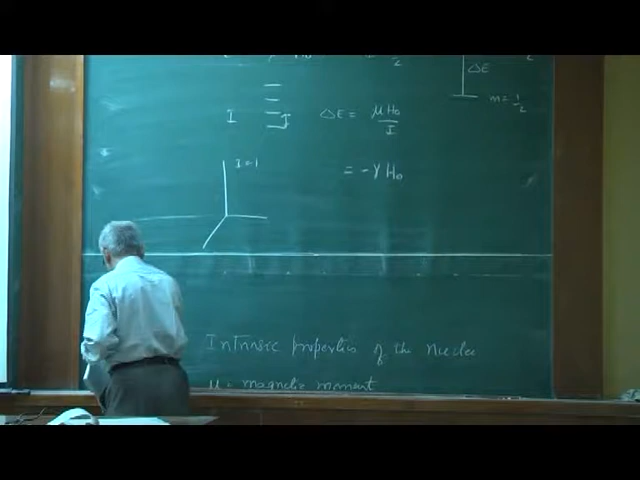 ΔE
m = 1/2
I ΔE = μH₀/I
I = 1
= -γH₀
Intrinsic properties of the nuclei
μ = magnetic moment